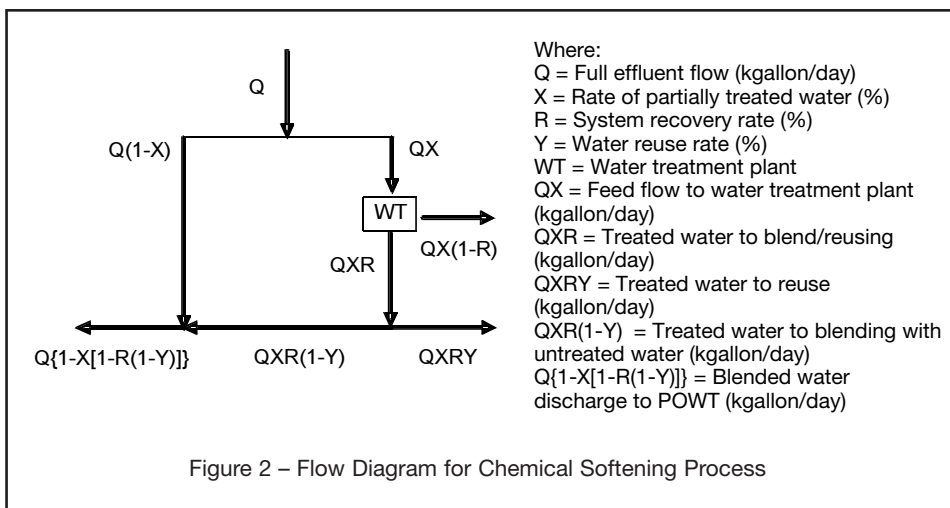 Q
Q(1-X)
QX
WT
QX(1-R)
QXR
Q{1-X[1-R(1-Y)]}
QXR(1-Y)
QXRY
Where:
Q = Full effluent flow (kgallon/day)
X = Rate of partially treated water (%)
R = System recovery rate (%)
Y = Water reuse rate (%)
WT = Water treatment plant
QX = Feed flow to water treatment plant
(kgallon/day)
QXR = Treated water to blend/reusing
(kgallon/day)
QXRY = Treated water to reuse
(kgallon/day)
QXR(1-Y)  = Treated water to blending with
untreated water (kgallon/day)
Q{1-X[1-R(1-Y)]} = Blended water
discharge to POWT (kgallon/day)
Figure 2 – Flow Diagram for Chemical Softening Process